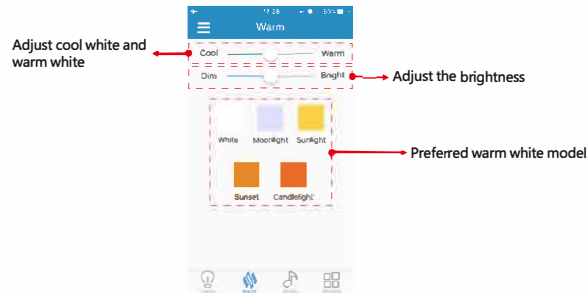 Warm
Adjust cool white and
warm white
Cool
Warm
Dim
Bright
Adjust the brightness
White
Moonlight
Sunlight
Preferred warm white model
Sunset
Candlelight